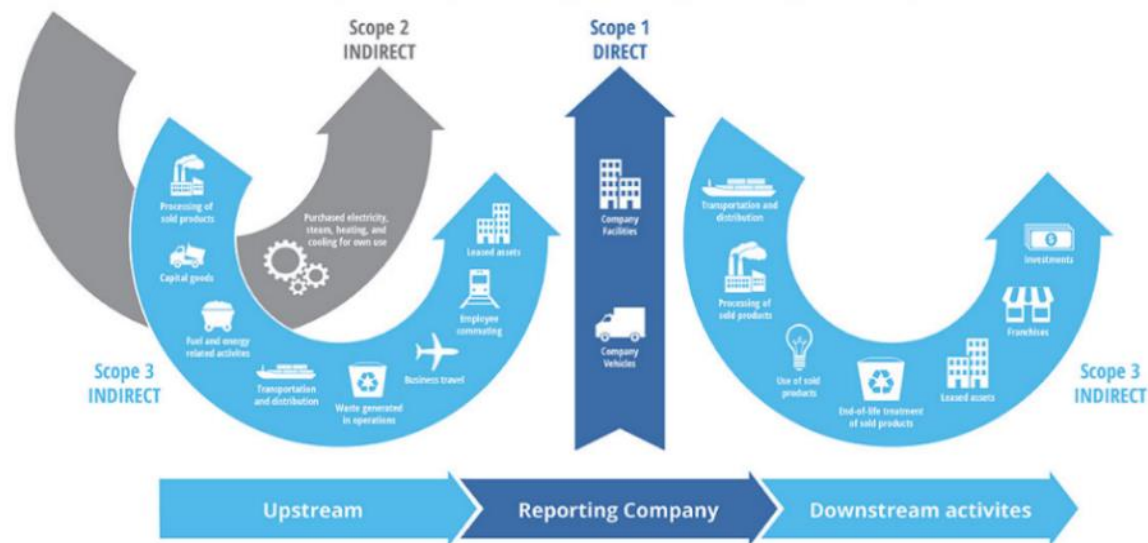 Scope 2
INDIRECT
Scope 1
DIRECT
Processing of
sold products
Capital goods
Fuel and energy
related activites
Transportation
and distribution
Waste generated
in operations
Business travel
Employee
commuting
Leased assets
Purchased electricity,
steam, heating, and
cooling for own use
Scope 3
INDIRECT
Company
Facilities
Company
Vehicles
Transportation and
distribution
Processing of
sold products
Use of sold
products
End-of-life treatment
of sold products
Leased assets
Franchises
Investments
Scope 3
INDIRECT
Upstream
Reporting Company
Downstream activites